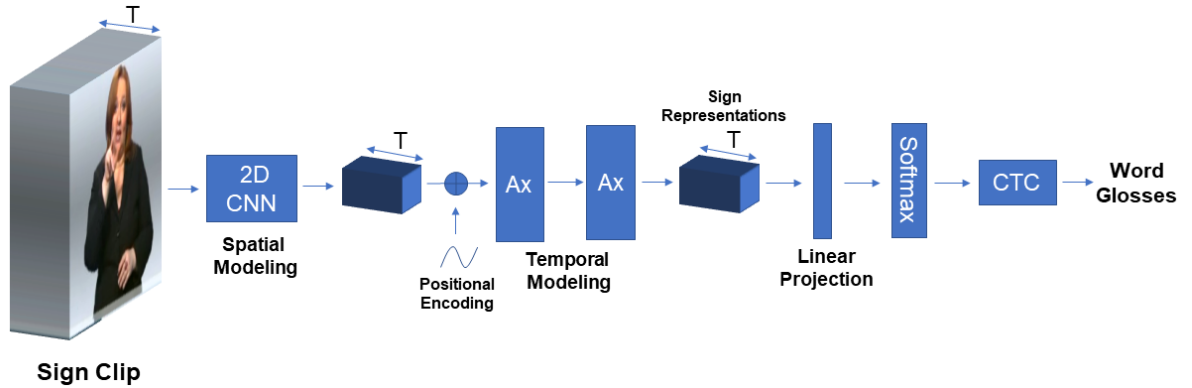 T
Sign Clip
2D
CNN
Spatial
Modeling
T
Positional
Encoding
Ax
Ax
Temporal
Modeling
Sign
Representations
T
Linear
Projection
Softmax
CTC
Word
Glosses